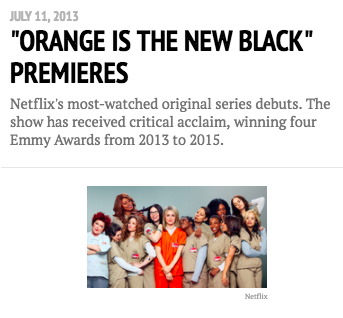 JULY 11, 2013
"ORANGE IS THE NEW BLACK"
PREMIERES
Netflix's most-watched original series debuts. The
show has received critical acclaim, winning four
Emmy Awards from 2013 to 2015.
Netflix